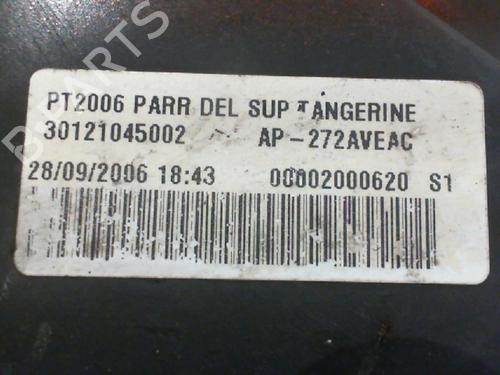 PT2006 PARR DEL SUP TANGERINE
30121045002 AP-272AVEAC
28/09/2006 18:43 00002000620 S1